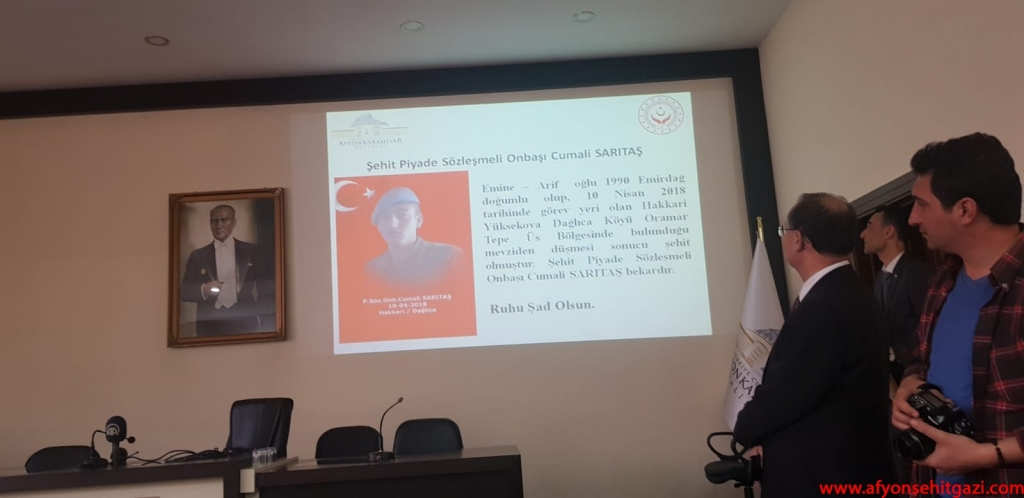 AFYONKARAHİSAR
Şehit Piyade Sözleşmeli Onbaşı Cumali SARITAŞ
Emine – Arif oğlu 1990 Emirdağ
doğumlu olup, 10 Nisan 2018
tarihinde görev yeri olan Hakkari
Yüksekova Dağlıca Köyü Oramar
Tepe Üs Bölgesinde bulunduğu
mevziden düşmesi sonucu şehit
olmuştur. Şehit Piyade Sözleşmeli
Onbaşı Cumali SARITAŞ bekardır.
Ruhu Şad Olsun.
P.Söz.Onb.Cumali SARITAŞ
10-04-2018
Hakkari / Dağlıca
AA
www.afyonsehitgazi.com